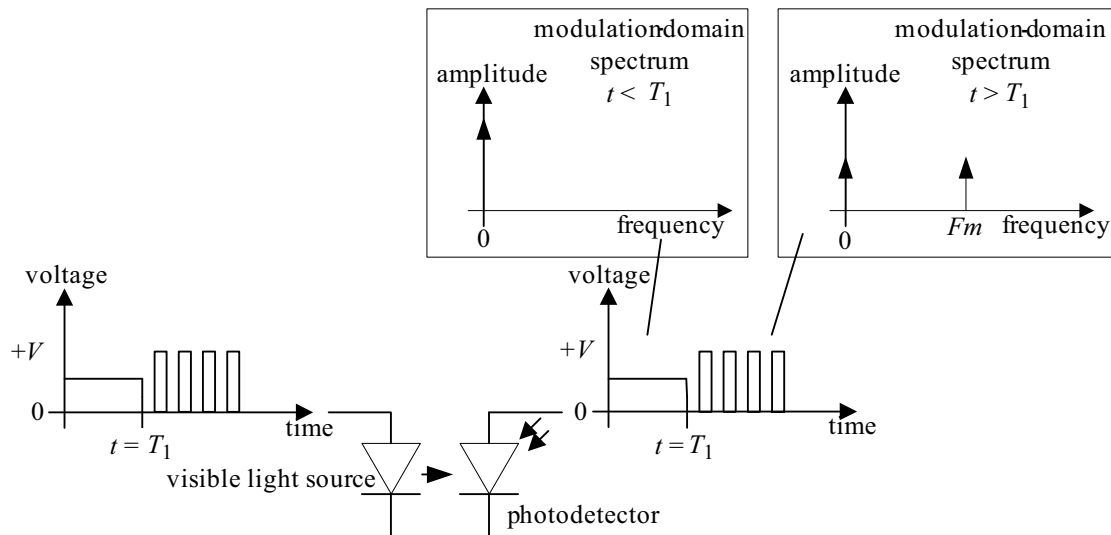 modulation-domain
spectrum
t < T1
amplitude
frequency
0
modulation-domain
spectrum
t > T1
amplitude
Fm
frequency
0
voltage
+V
0
time
t = T1
visible light source
photodetector
voltage
+V
0
time
t = T1